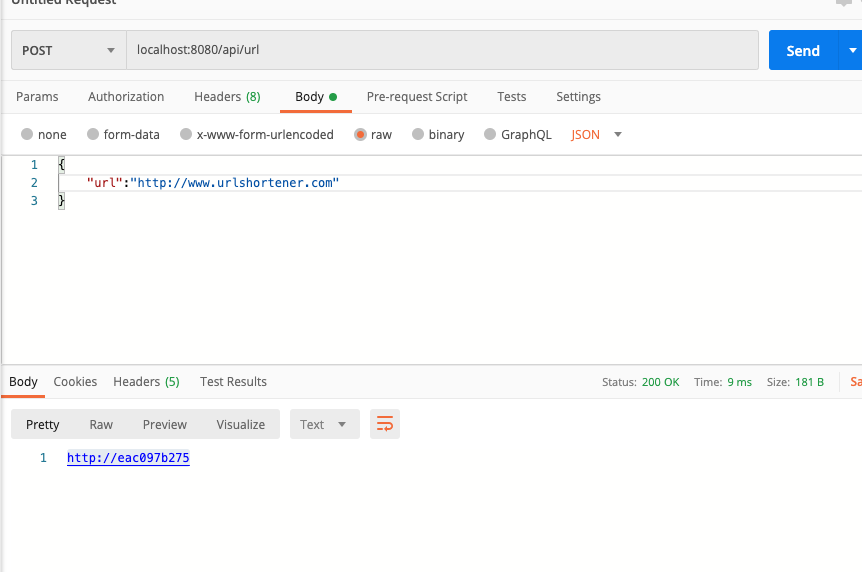 Untitled Request
POST localhost:8080/api/url Send
Params Authorization Headers (8) Body Pre-request Script Tests Settings
none form-data x-www-form-urlencoded raw binary GraphQL JSON
1 {
2 "url":"http://www.urlshortener.com"
3 }
Body Cookies Headers (5) Test Results Status: 200 OK Time: 9 ms Size: 181 B Sa
Pretty Raw Preview Visualize Text
1 http://eac097b275